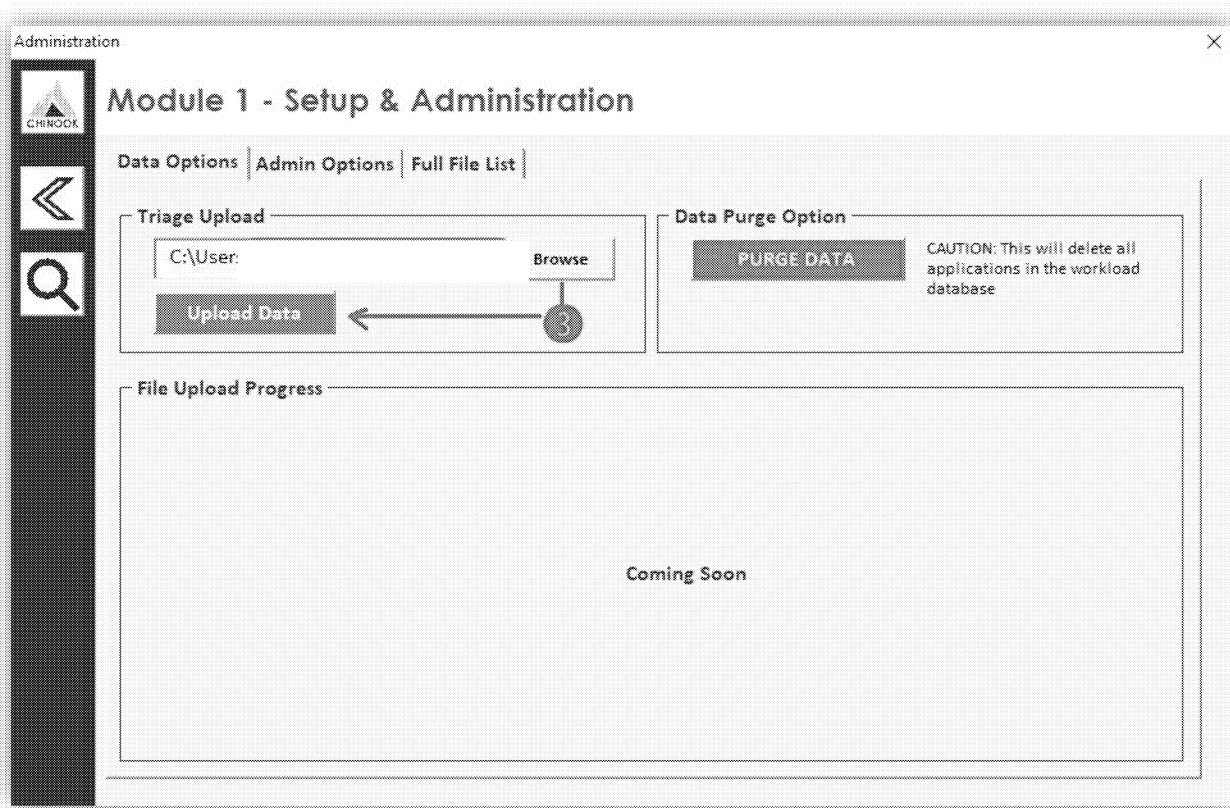 Administration
CHINOOK
Module 1 - Setup & Administration
Data Options
Admin Options
Full File List
Triage Upload
C:\User:
Browse
Upload Data
3
Data Purge Option
PURGE DATA
CAUTION: This will delete all
applications in the workload
database
File Upload Progress
Coming Soon